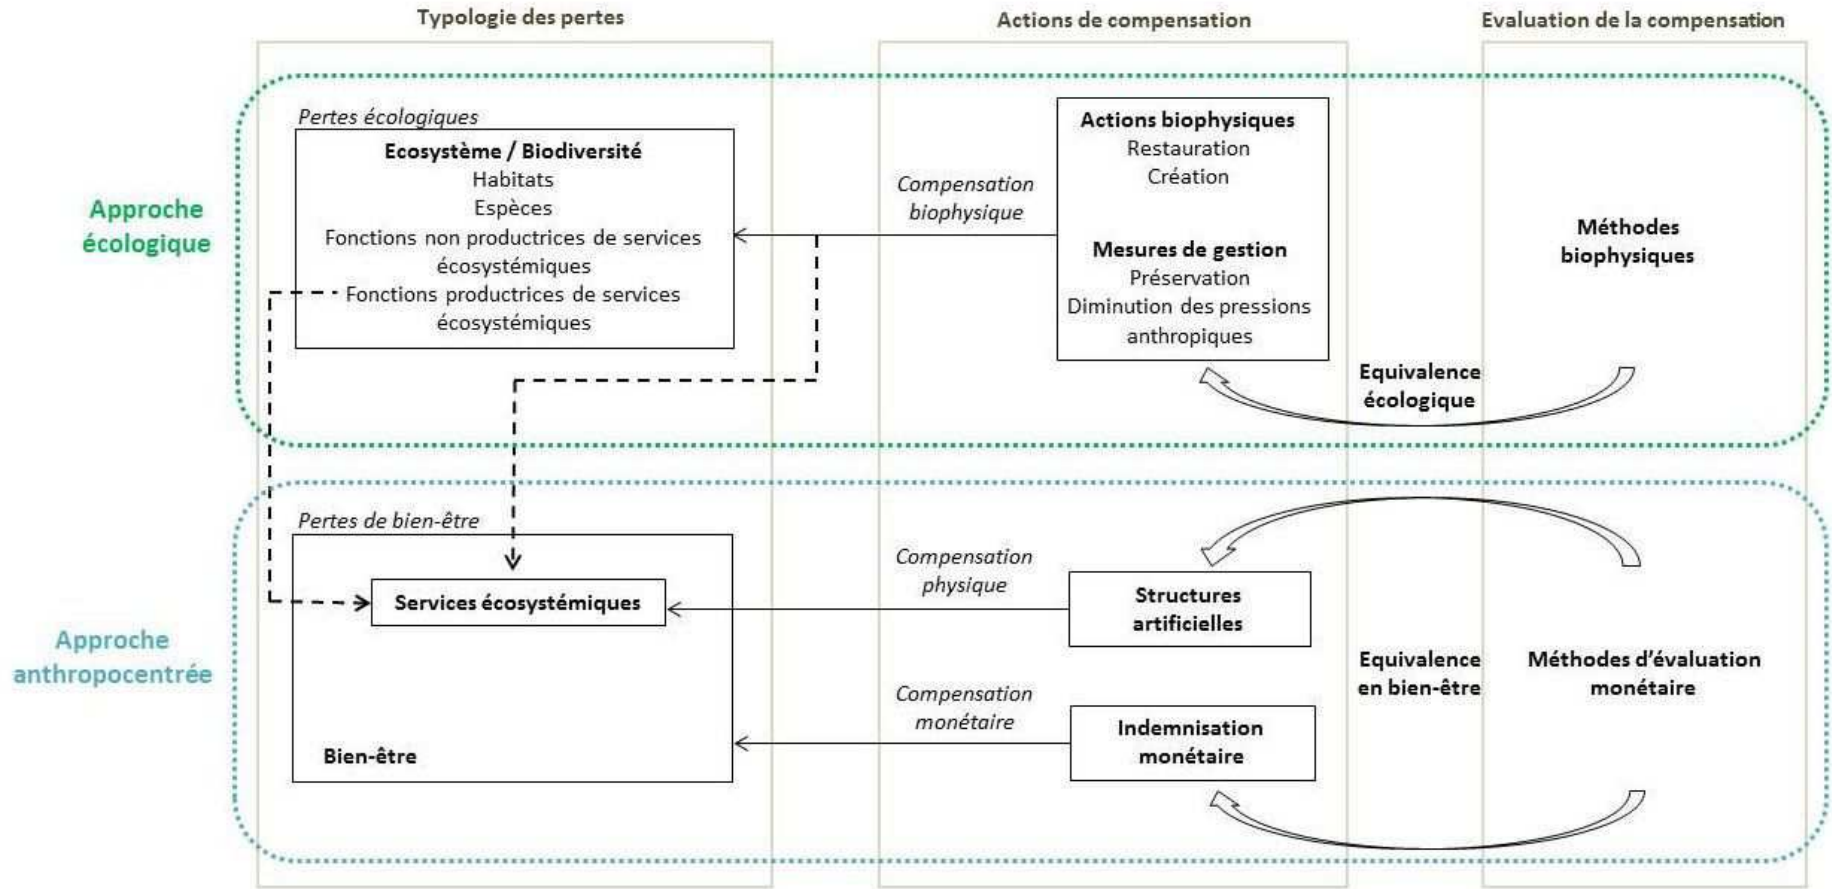 Typologie des pertes
Actions de compensation
Evaluation de la compensation
Approche
écologique
Pertes écologiques
Ecosystème / Biodiversité
Habitats
Espèces
Fonctions non productrices de services
écosystémiques
Fonctions productrices de services
écosystémiques
Compensation
biophysique
Actions biophysiques
Restauration
Création
Mesures de gestion
Préservation
Diminution des pressions
anthropiques
Equivalence
écologique
Méthodes
biophysiques
Approche
anthropocentrée
Pertes de bien-être
Services écosystémiques
Bien-être
Compensation
physique
Structures
artificielles
Compensation
monétaire
Indemnisation
monétaire
Equivalence
en bien-être
Méthodes d'évaluation
monétaire